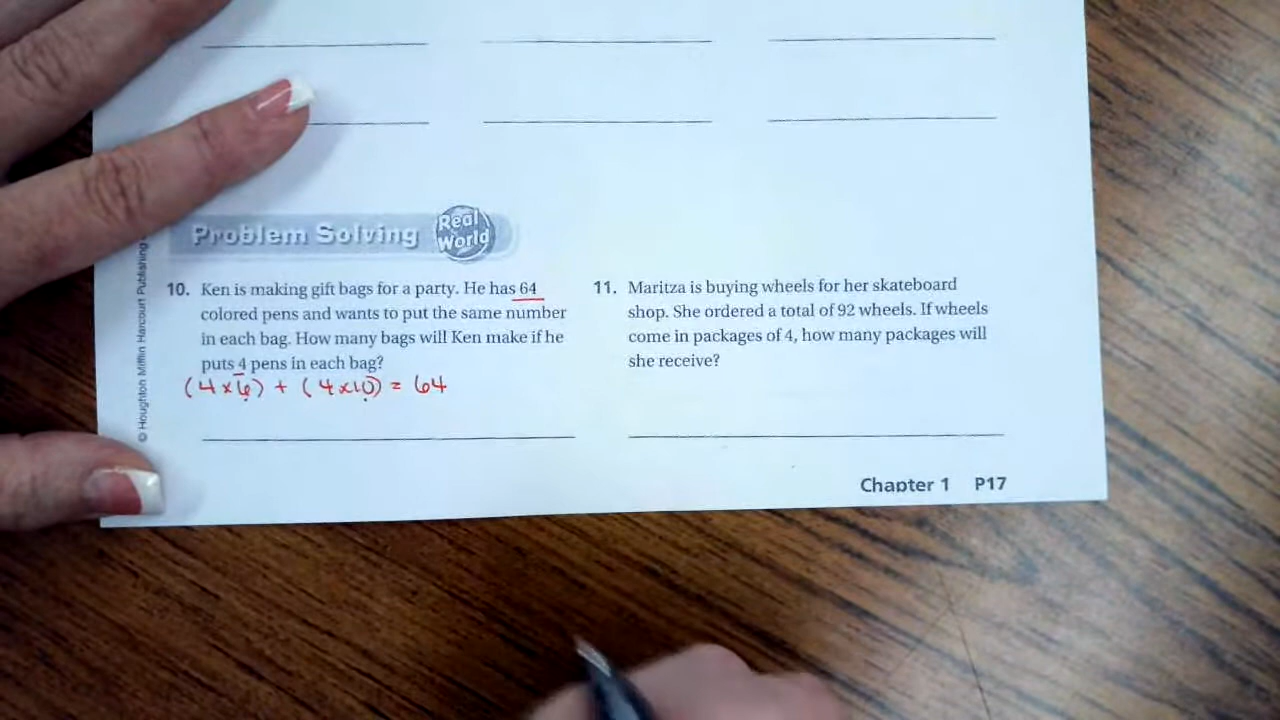 Problem Solving Real World
10. Ken is making gift bags for a party. He has 64
colored pens and wants to put the same number
in each bag. How many bags will Ken make if he
puts 4 pens in each bag?
(4x6) + (4x10) = 64
11. Maritza is buying wheels for her skateboard
shop. She ordered a total of 92 wheels. If wheels
come in packages of 4, how many packages will
she receive?
© Houghton Mifflin Harcourt Publishing
Chapter 1 P17